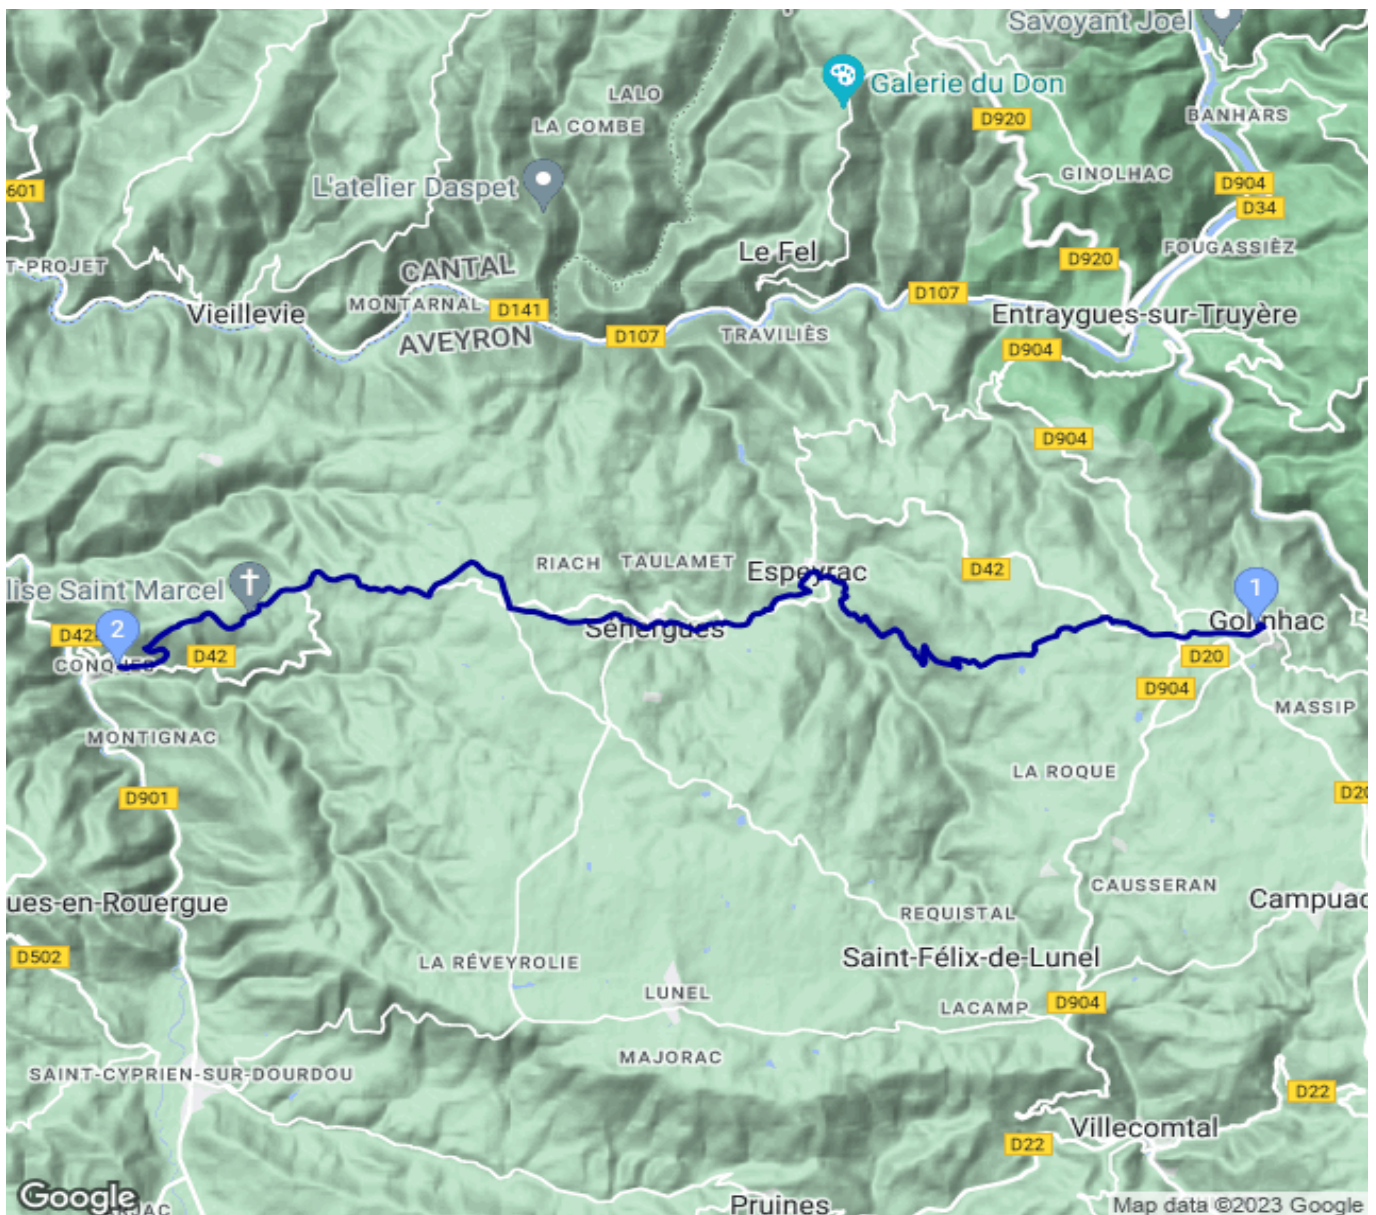 Savoyant Joel
Galerie du Don
LALO
LA COMBE
D920
BANHARS
GINOLHAC
L'atelier Daspet
601
D904
D34
Le Fel
FOUGASSIÈZ
D920
T-PROJET
CANTAL
MONTARNAL
D141
D107
Vieillevie
AVEYRON
D107
TRAVILIÈS
Entraygues-sur-Truyère
D904
D904
RIACH
TAULAMET
Espeyrac
D42
lise Saint Marcel
1
Golinhac
2
D42
Sénergues
CONQUES
D42
D20
D904
MASSIP
MONTIGNAC
LA ROQUE
D901
D20
CAUSSERAN
ues-en-Rouergue
Campuac
REQUISTAL
D502
LA RÉVEYROLIE
Saint-Félix-de-Lunel
LUNEL
LACAMP
D904
MAJORAC
SAINT-CYPRIEN-SUR-DOURDOU
D22
Villecomtal
D22
Google
JAC
Pruines
Map data ©2023 Google